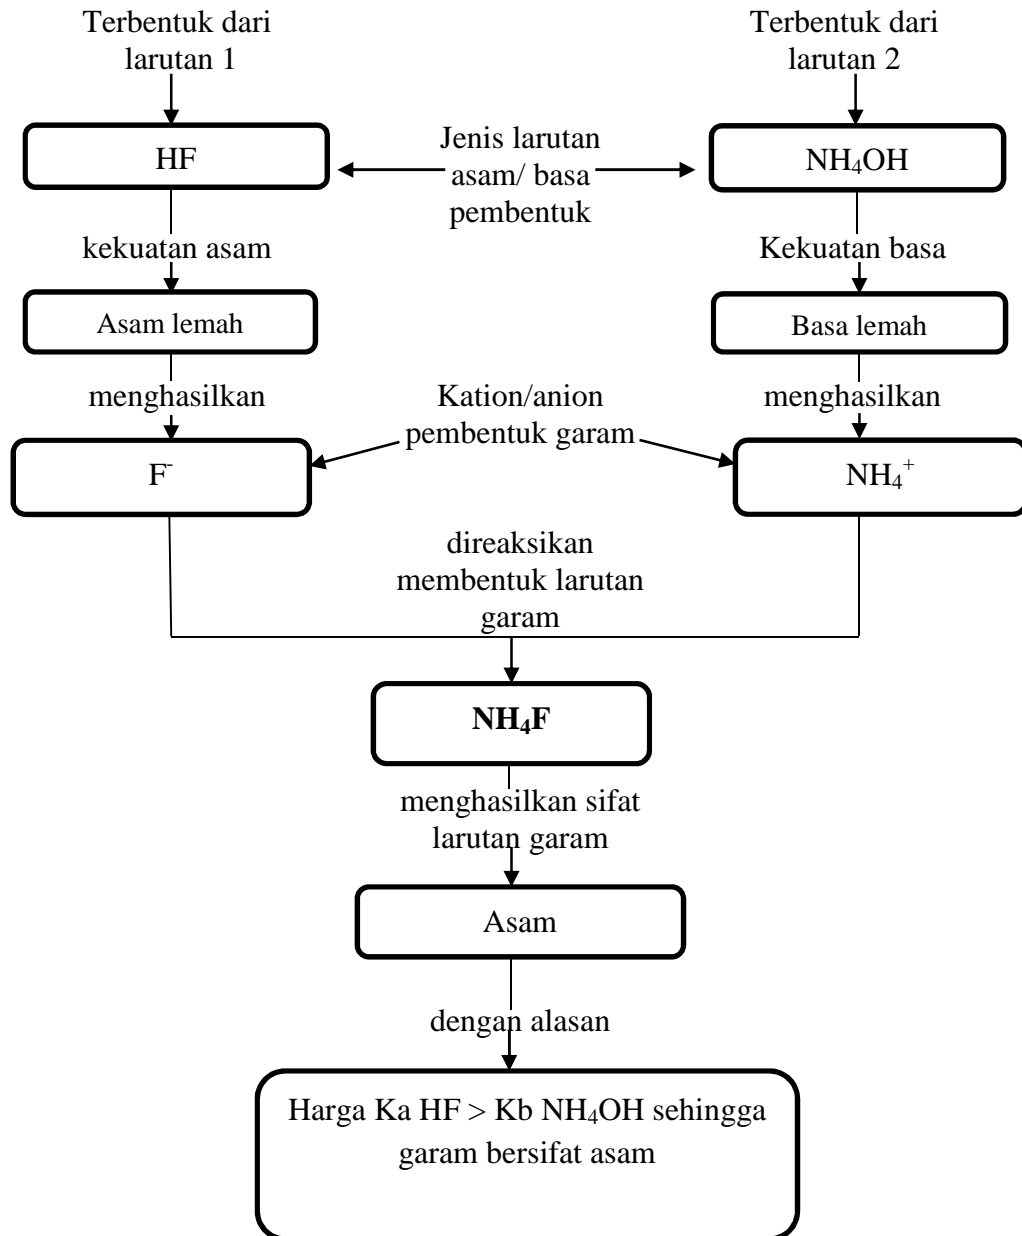 Terbentuk dari
larutan 1
Terbentuk dari
larutan 2
HF
Jenis larutan
asam/ basa
pembentuk
NH₄OH
kekuatan asam
Kekuatan basa
Asam lemah
Basa lemah
menghasilkan
Kation/anion
pembentuk garam
menghasilkan
F⁻
NH₄⁺
direaksikan
membentuk larutan
garam
NH₄F
menghasilkan sifat
larutan garam
Asam
dengan alasan
Harga Ka HF > Kb NH₄OH sehingga
garam bersifat asam